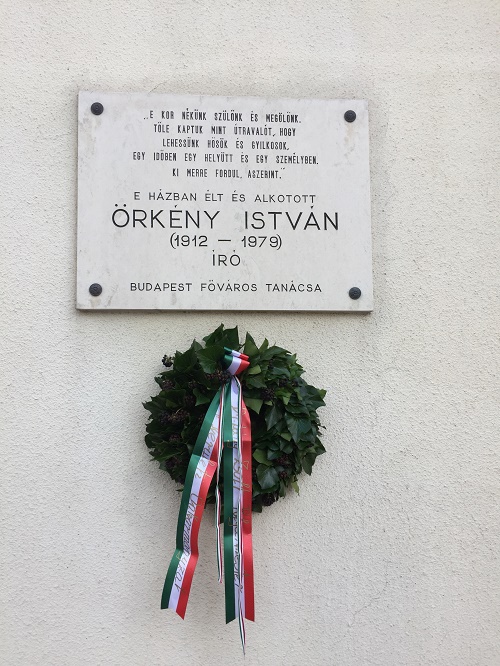 „E KOR NÉKÜNK SZÜLŐNK ÉS MEGÖLŐNK.
TŐLE KAPTUK MINT ÚTRAVALÓT, HOGY
LEHESSÜNK HŐSÖK ÉS GYILKOSOK,
EGY IDŐBEN EGY HELYÜTT ÉS EGY SZEMÉLYBEN.
KI MERRE FORDUL, ASZERINT."
E HÁZBAN ÉLT ÉS ALKOTOTT
ÖRKÉNY ISTVÁN
(1912 – 1979)
ÍRÓ
BUDAPEST FŐVÁROS TANÁCSA